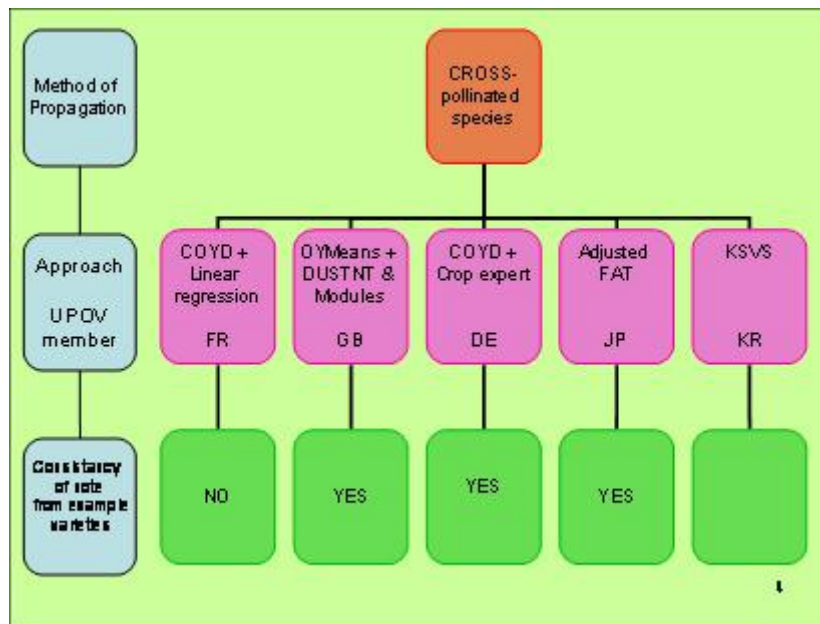 Method of
Propagation
CROSS-
pollinated
species
Approach
UPOV
member
COYD +
Linear
regression
FR
OYMeans +
DUSTNT &
Modules
GB
COYD +
Crop expert
DE
Adjusted
FAT
JP
KSVS
KR
of note
from example
varieties
NO
YES
YES
YES